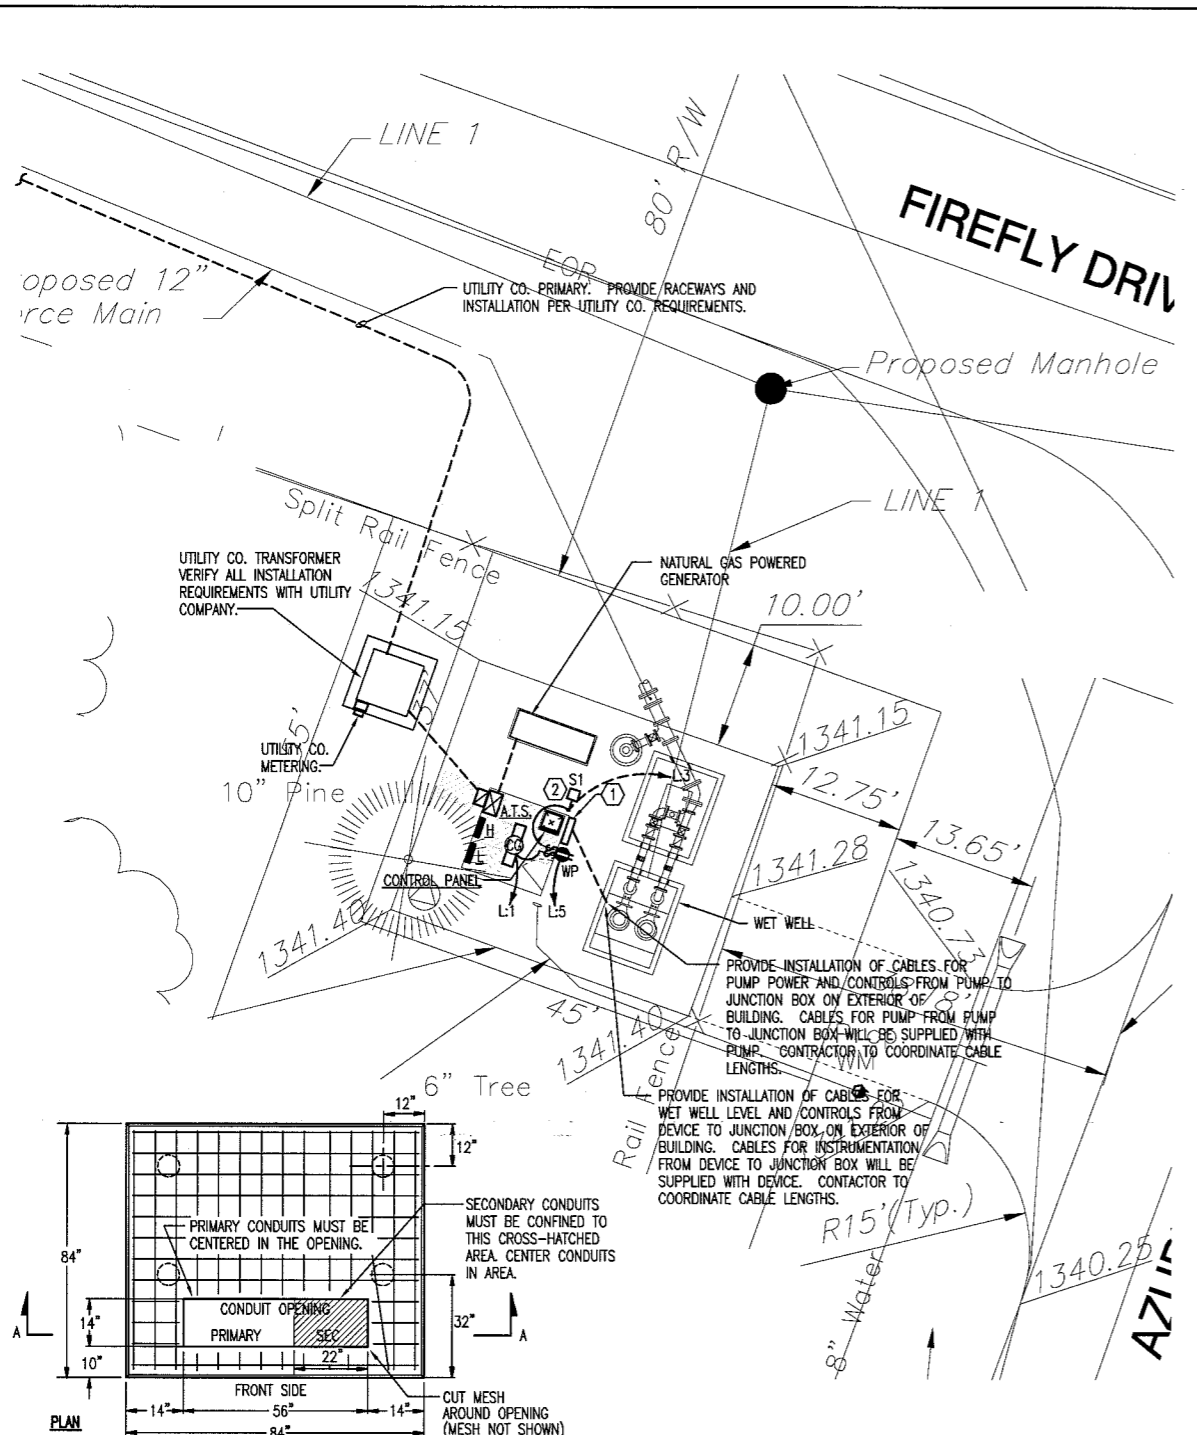 LINE 1
80' R/W
FIREFLY DRIV
EOR
oposed 12"
rce Main
UTILITY CO. PRIMARY. PROVIDE RACEWAYS AND
INSTALLATION PER UTILITY CO. REQUIREMENTS.
Proposed Manhole
LINE 1
Split Rail Fence
UTILITY CO. TRANSFORMER
VERIFY ALL INSTALLATION
REQUIREMENTS WITH UTILITY
COMPANY.
1341.15
NATURAL GAS POWERED
GENERATOR
10.00'
1341.15
12.75'
13.65'
UTILITY CO.
METERING.
5'
10" Pine
A.T.S.
H
L
2
S1
1
L:3
WP
CONTROL PANEL
L:1
L:5
1341.28
1340.73
WET WELL
1341.40
45'
1341.40
8'
PROVIDE INSTALLATION OF CABLES FOR
PUMP POWER AND CONTROLS FROM PUMP TO
JUNCTION BOX ON EXTERIOR OF
BUILDING. CABLES FOR PUMP FROM PUMP
TO JUNCTION BOX WILL BE SUPPLIED WITH
PUMP. CONTRACTOR TO COORDINATE CABLE
LENGTHS.
WM
6" Tree
Rail Fence
PROVIDE INSTALLATION OF CABLES FOR
WET WELL LEVEL AND CONTROLS FROM
DEVICE TO JUNCTION BOX ON EXTERIOR OF
BUILDING. CABLES FOR INSTRUMENTATION
FROM DEVICE TO JUNCTION BOX WILL BE
SUPPLIED WITH DEVICE. CONTACTOR TO
COORDINATE CABLE LENGTHS.
R15' (Typ.)
1340.25
8" Water
12"
12"
84"
PRIMARY CONDUITS MUST BE
CENTERED IN THE OPENING.
SECONDARY CONDUITS
MUST BE CONFINED TO
THIS CROSS-HATCHED
AREA. CENTER CONDUITS
IN AREA.
A
14"
CONDUIT OPENING
PRIMARY
SEC
22"
32"
A
10"
FRONT SIDE
14"
56"
14"
84"
CUT MESH
AROUND OPENING
(MESH NOT SHOWN)
PLAN